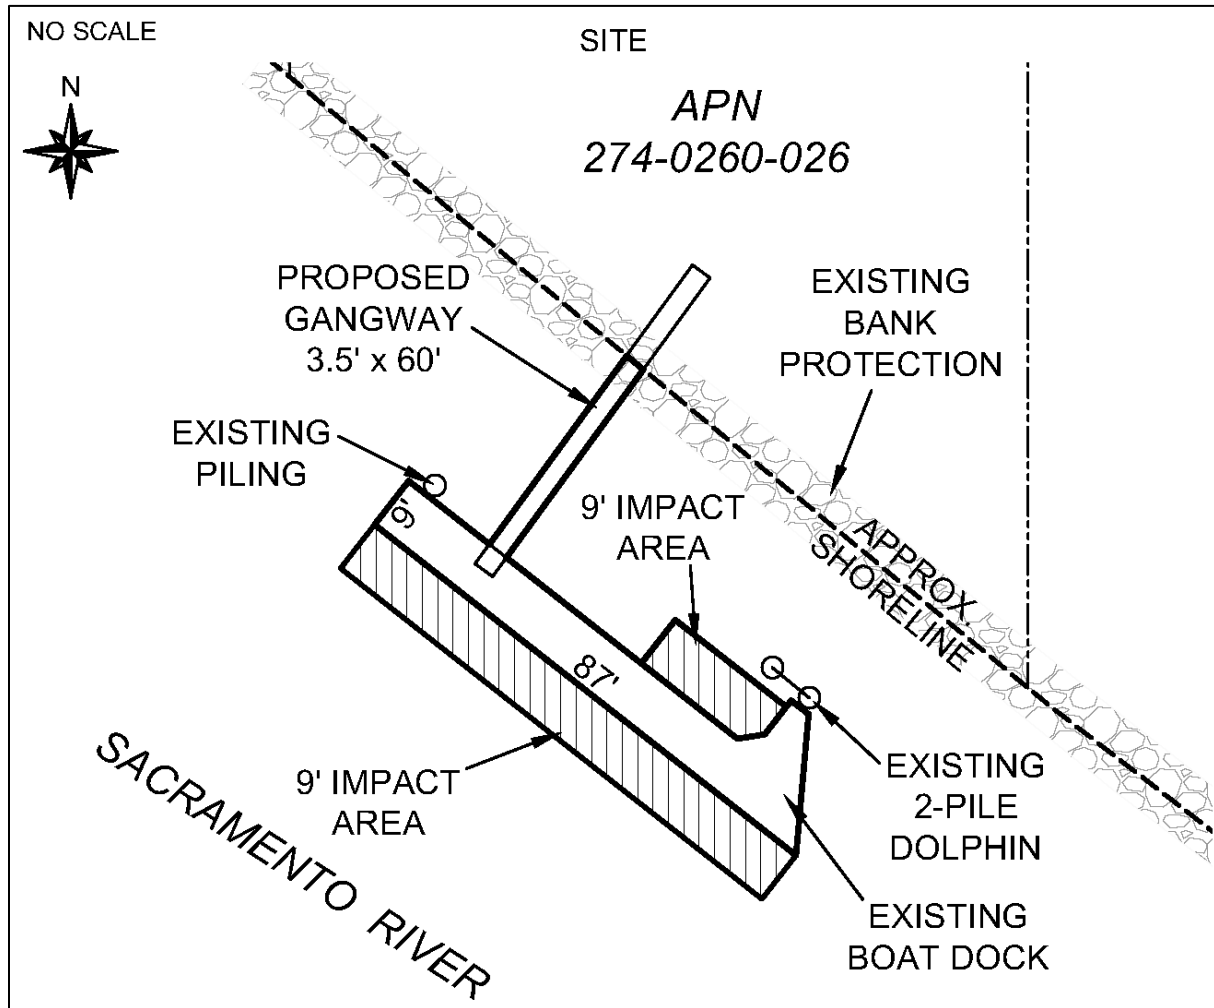 NO SCALE
SITE
N
APN
274-0260-026
PROPOSED
GANGWAY
3.5' x 60'
EXISTING
BANK
PROTECTION
EXISTING
PILING
9' IMPACT
AREA
9'
APPROX.
SHORELINE
87'
9' IMPACT
AREA
EXISTING
2-PILE
DOLPHIN
EXISTING
BOAT DOCK
SACRAMENTO RIVER